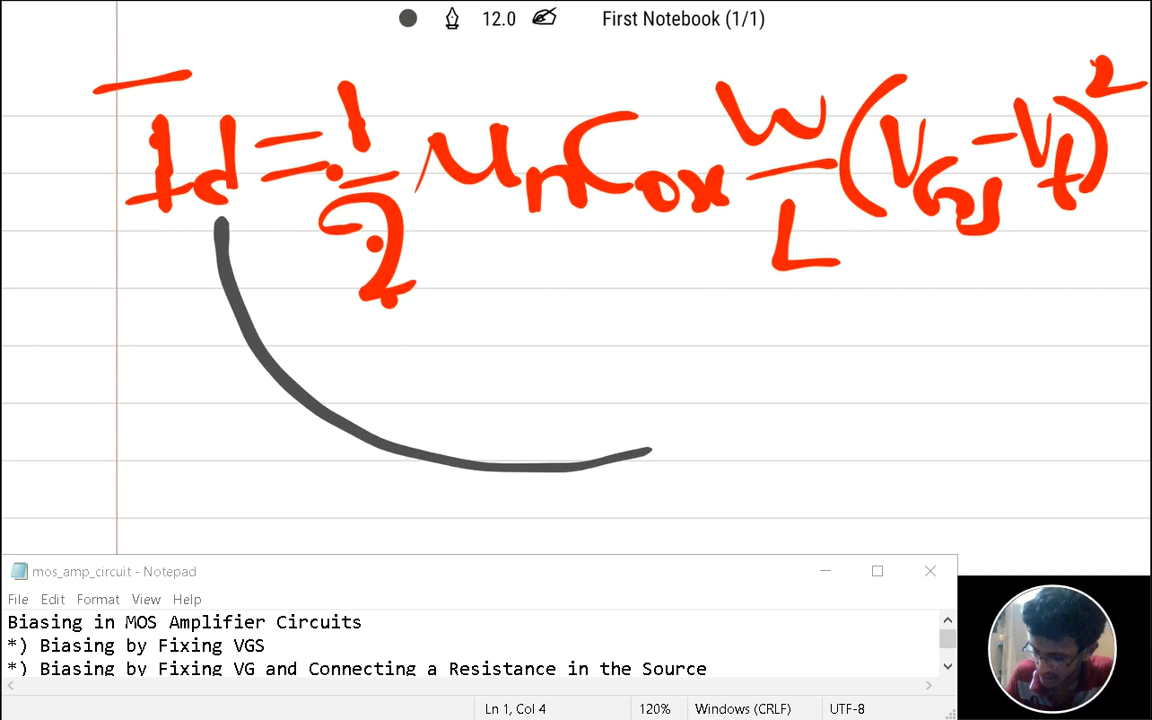 12.0 First Notebook (1/1)
Id = 1/2 μnCox W/L (VGS - Vt)²
mos_amp_circuit - Notepad
File Edit Format View Help
Biasing in MOS Amplifier Circuits
*) Biasing by Fixing VGS
*) Biasing by Fixing VG and Connecting a Resistance in the Source
Ln 1, Col 4 120% Windows (CRLF) UTF-8